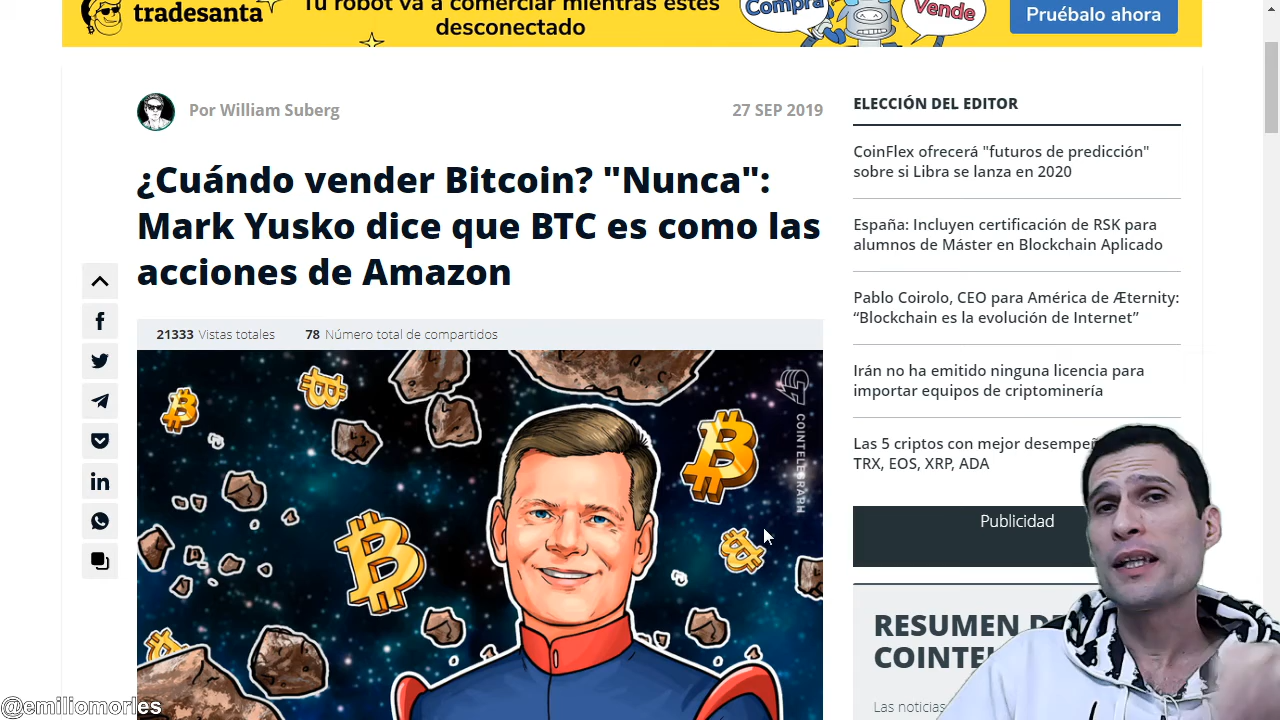 tradesanta
Tu robot va a comerciar mientras estés
desconectado
Compra
Vende
Pruébalo ahora
Por William Suberg
27 SEP 2019
¿Cuándo vender Bitcoin? "Nunca":
Mark Yusko dice que BTC es como las
acciones de Amazon
21333 Vistas totales
78 Número total de compartidos
COINTELEGRAPH
ELECCIÓN DEL EDITOR
CoinFlex ofrecerá "futuros de predicción"
sobre si Libra se lanza en 2020
España: Incluyen certificación de RSK para
alumnos de Máster en Blockchain Aplicado
Pablo Coirolo, CEO para América de Æternity:
“Blockchain es la evolución de Internet”
Irán no ha emitido ninguna licencia para
importar equipos de criptominería
Las 5 criptos con mejor
TRX, EOS, XRP, ADA
Publicidad
RESUMEN
Las noticias
@emiliomorles